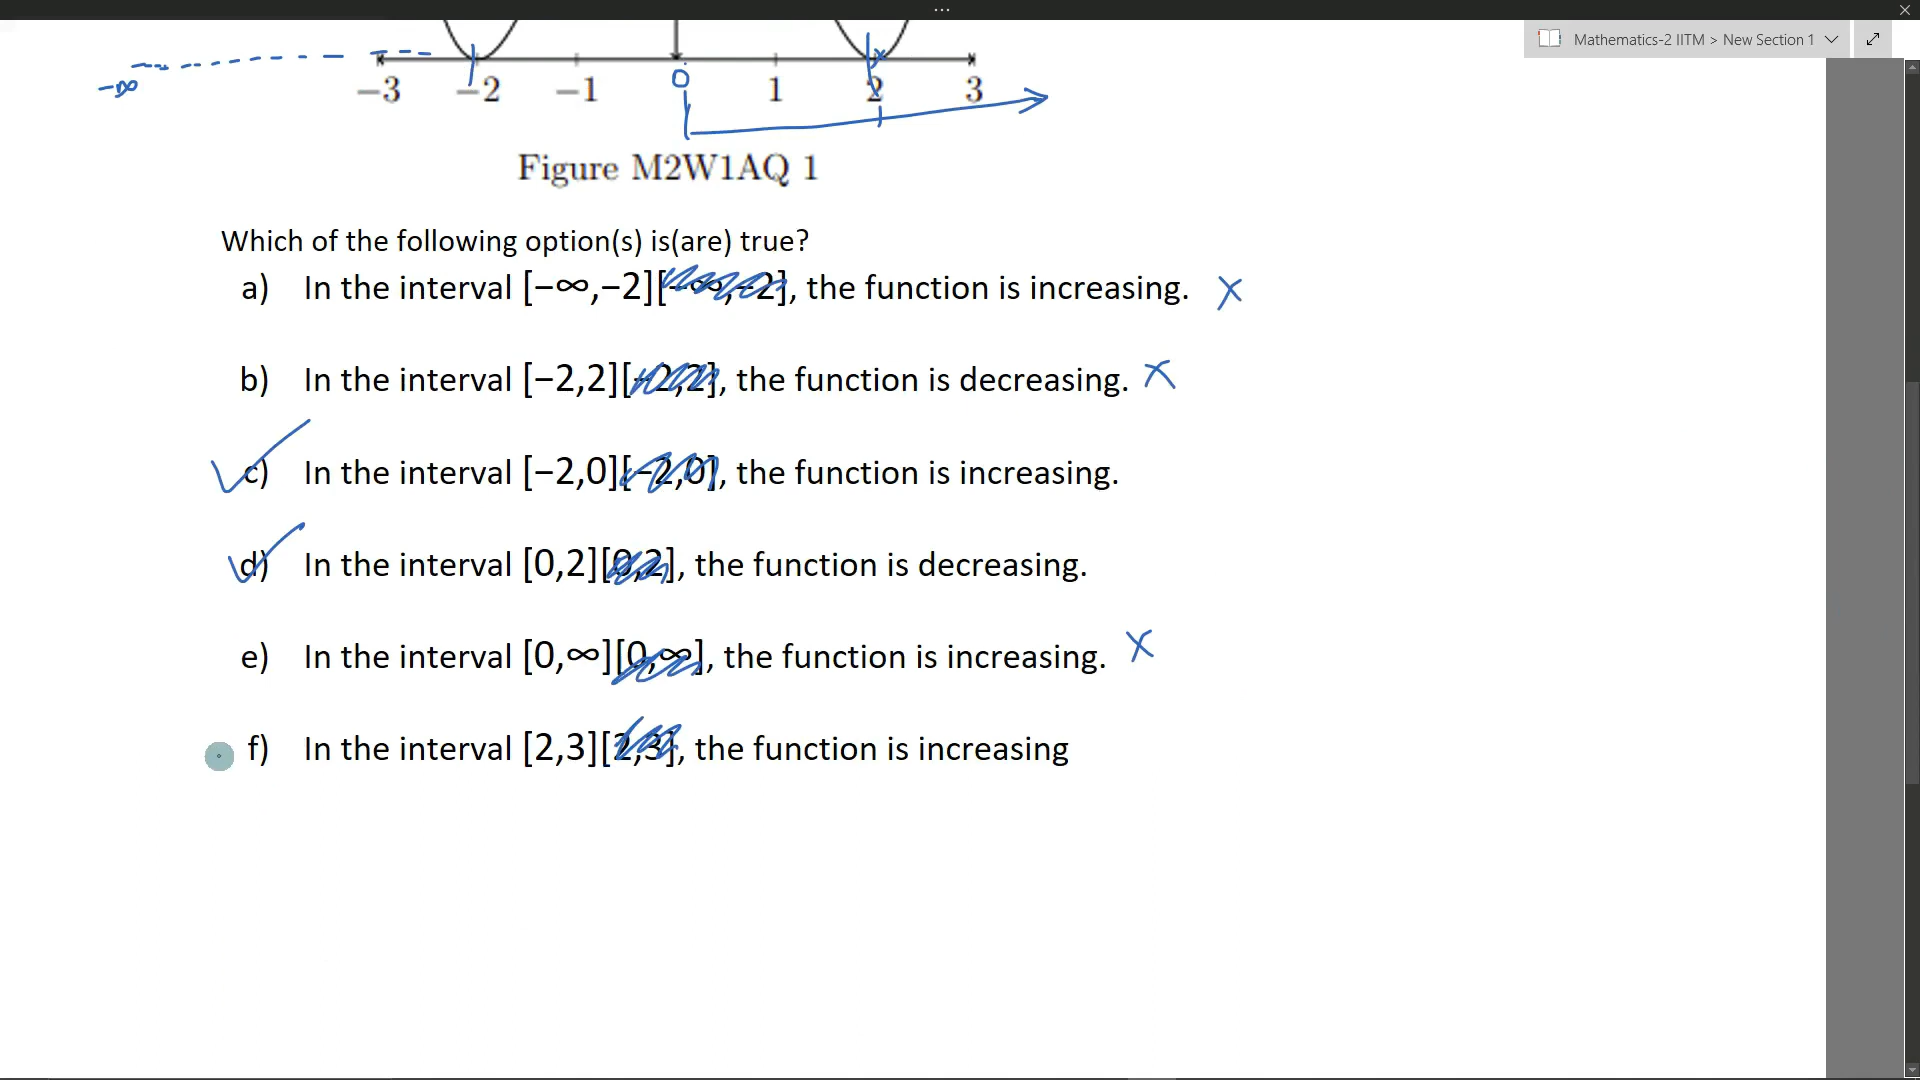 Mathematics-2 IITM > New Section 1
-∞
−3 −2 −1 0 1 2 3
Figure M2W1AQ 1
Which of the following option(s) is(are) true?
a) In the interval [−∞,−2][−∞,−2], the function is increasing. x
b) In the interval [−2,2][−2,2], the function is decreasing. x
c) In the interval [−2,0][−2,0], the function is increasing.
d) In the interval [0,2][0,2], the function is decreasing.
e) In the interval [0,∞][0,∞], the function is increasing. x
f) In the interval [2,3][2,3], the function is increasing